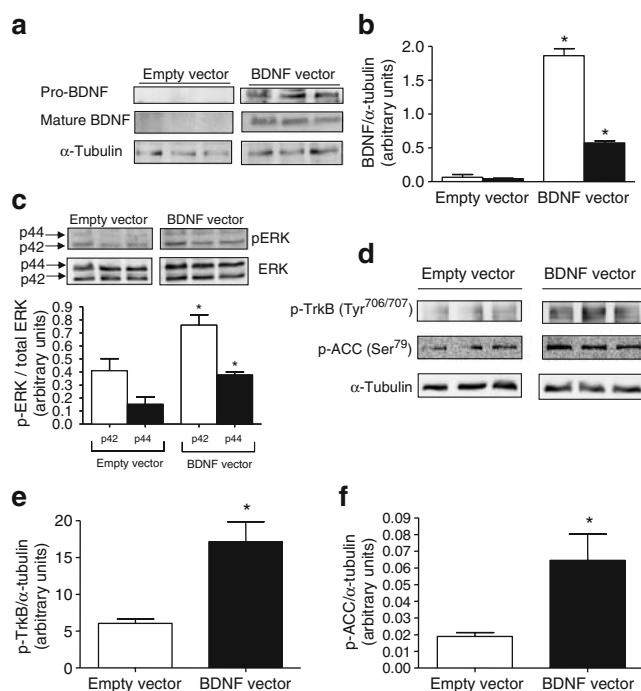 a
Empty vector BDNF vector
Pro-BDNF
Mature BDNF
α-Tubulin
b
BDNF/α-tubulin
(arbitrary units)
2.0
1.5
1.0
0.5
0.0
*
*
Empty vector BDNF vector
c
Empty vector BDNF vector
p44
p42
pERK
p44
p42
ERK
p-ERK / total ERK
(arbitrary units)
0.9
0.8
0.7
0.6
0.5
0.4
0.3
0.2
0.1
0
*
*
p42 p44 p42 p44
Empty vector BDNF vector
d
Empty vector BDNF vector
p-TrkB (Tyr706/707)
p-ACC (Ser79)
α-Tubulin
e
p-TrkB/α-tubulin
(arbitrary units)
20
15
10
5
0
*
Empty vector BDNF vector
f
p-ACC/α-tubulin
(arbitrary units)
0.09
0.08
0.07
0.06
0.05
0.04
0.03
0.02
0.01
0.00
*
Empty vector BDNF vector